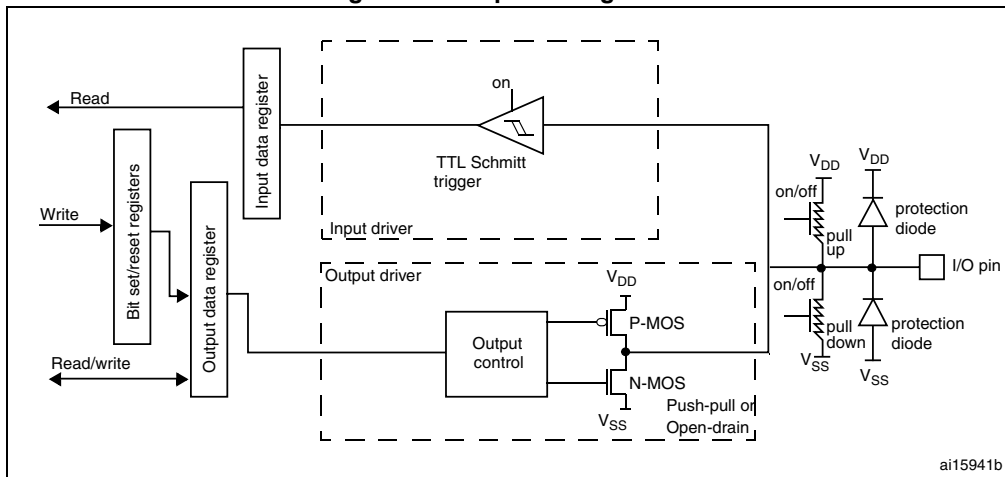 Read
Write
Read/write
Bit set/reset registers
Input data register
Output data register
on
TTL Schmitt
trigger
Input driver
Output driver
Output
control
VDD
P-MOS
N-MOS
VSS
Push-pull or
Open-drain
VDD
on/off
pull
up
VDD
protection
diode
I/O pin
on/off
pull
down
VSS
protection
diode
VSS
ai15941b